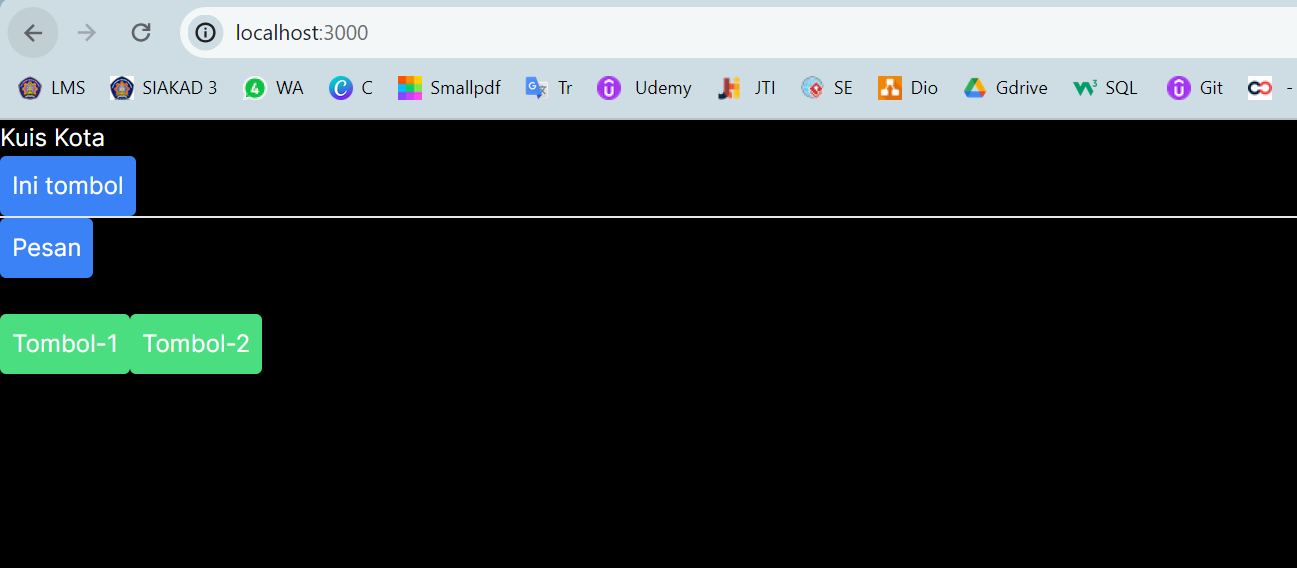 localhost:3000
LMS SIAKAD 3 WA C Smallpdf Tr Udemy JTI SE Dio Gdrive W3 SQL Git -
Kuis Kota
Ini tombol
Pesan
Tombol-1 Tombol-2